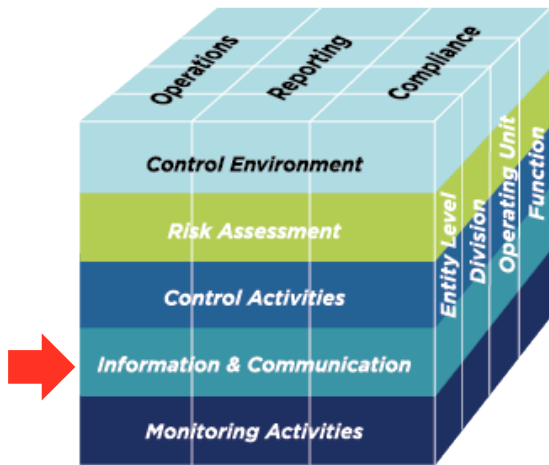 Operations
Reporting
Compliance
Control Environment
Risk Assessment
Control Activities
Information & Communication
Monitoring Activities
Entity Level
Division
Operating Unit
Function